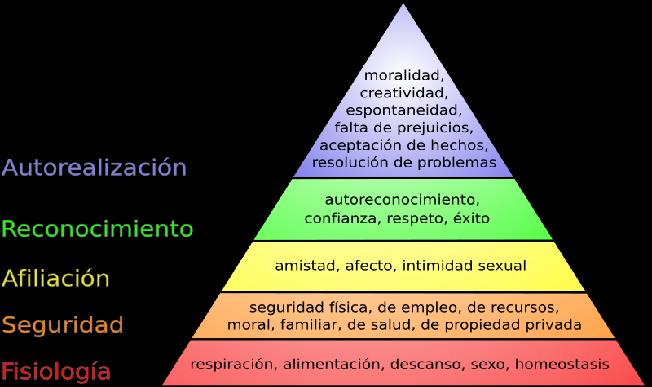 moralidad,
creatividad,
espontaneidad,
falta de prejuicios,
aceptación de hechos,
resolución de problemas
Autorealización
autoreconocimiento,
confianza, respeto, éxito
Reconocimiento
amistad, afecto, intimidad sexual
Afiliación
seguridad física, de empleo, de recursos,
moral, familiar, de salud, de propiedad privada
Seguridad
respiración, alimentación, descanso, sexo, homeostasis
Fisiología